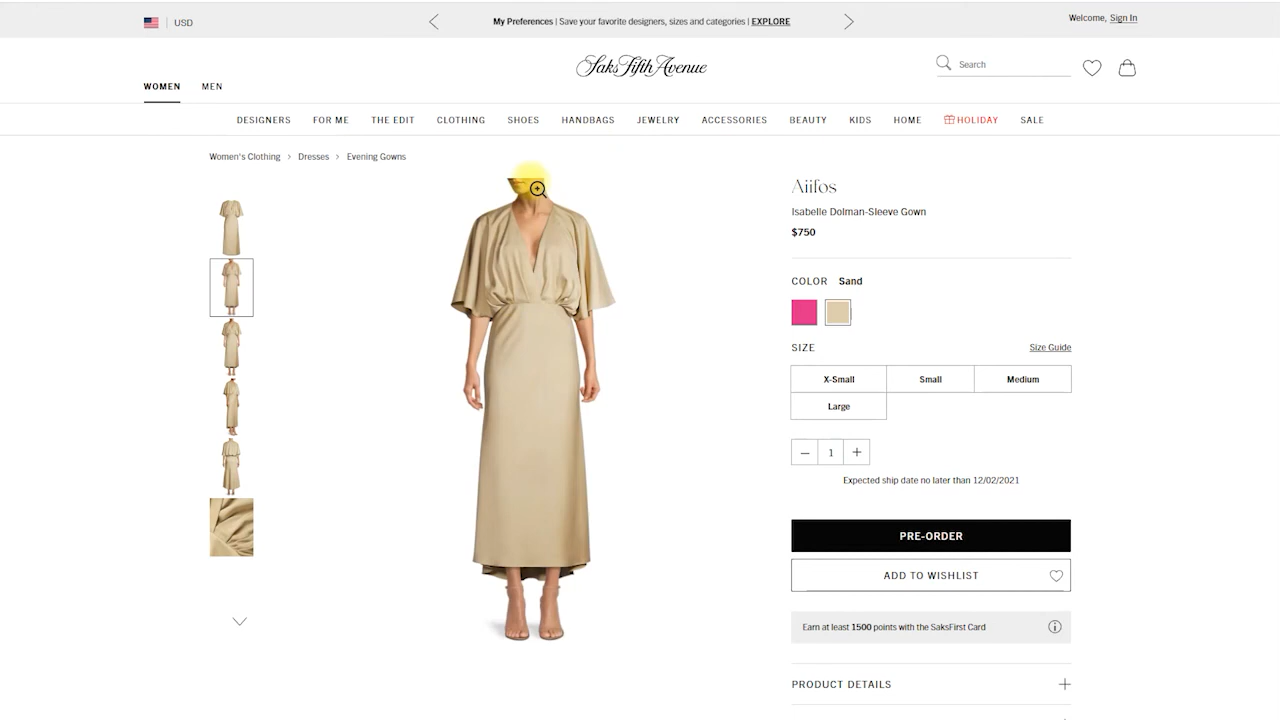 USD
My Preferences | Save your favorite designers, sizes and categories | EXPLORE
Welcome, Sign In
Saks Fifth Avenue
Search
WOMEN MEN
DESIGNERS FOR ME THE EDIT CLOTHING SHOES HANDBAGS JEWELRY ACCESSORIES BEAUTY KIDS HOME HOLIDAY SALE
Women's Clothing > Dresses > Evening Gowns
Aiifos
Isabelle Dolman-Sleeve Gown
$750
COLOR Sand
SIZE Size Guide
X-Small Small Medium
Large
— 1 +
Expected ship date no later than 12/02/2021
PRE-ORDER
ADD TO WISHLIST
Earn at least 1500 points with the SaksFirst Card
PRODUCT DETAILS +